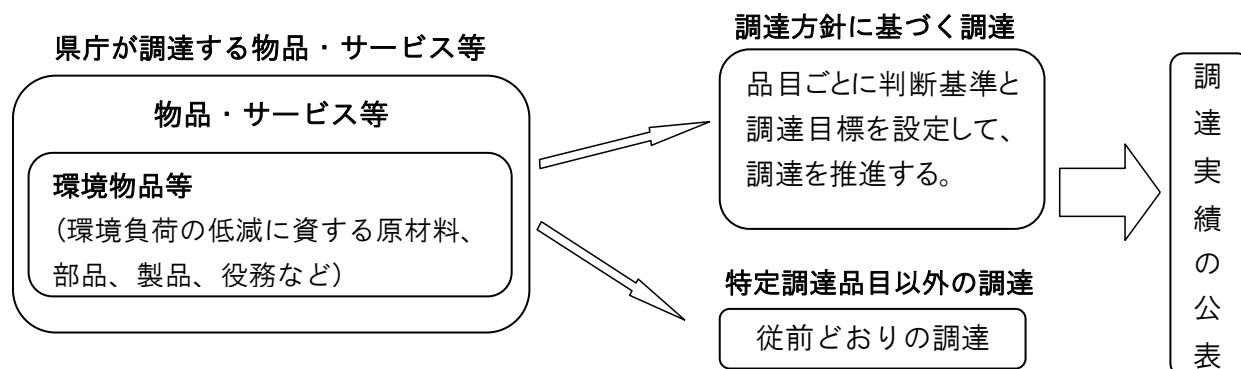 県庁が調達する物品・サービス等
物品・サービス等
環境物品等
(環境負荷の低減に資する原材料、
部品、製品、役務など)
調達方針に基づく調達
品目ごとに判断基準と
調達目標を設定して、
調達を推進する。
特定調達品目以外の調達
従前どおりの調達
調達実績の公表